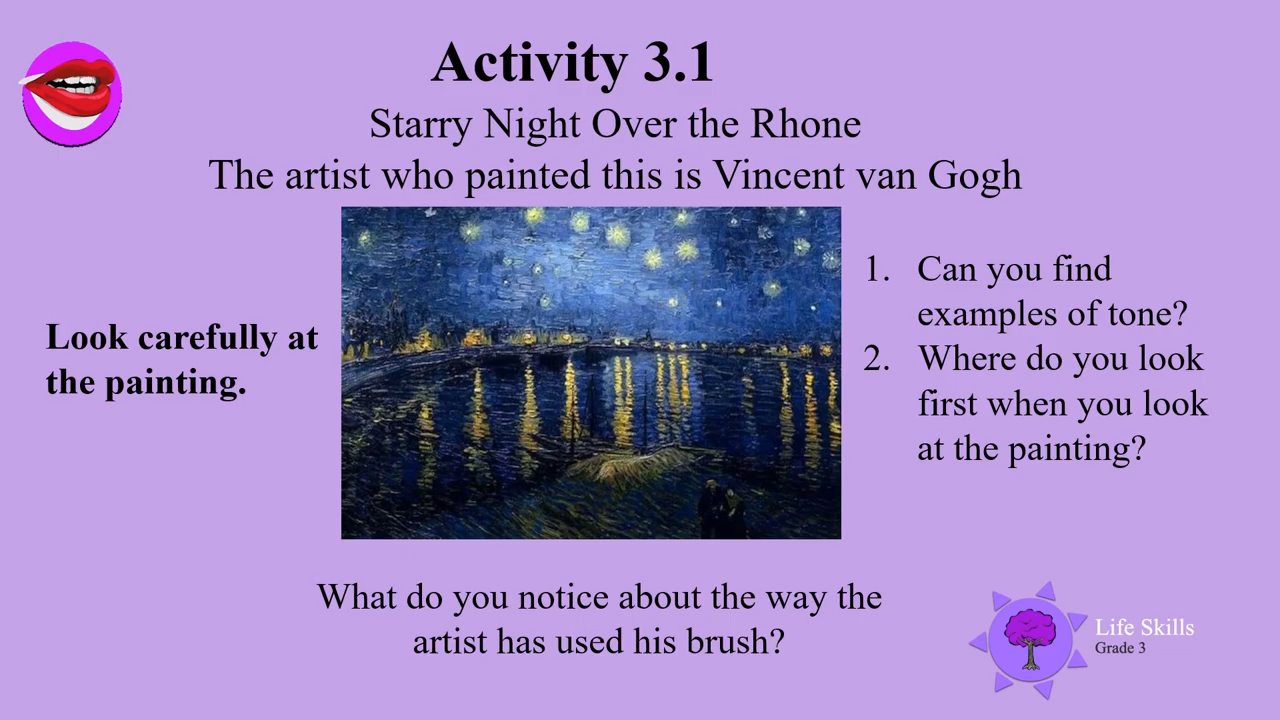 Activity 3.1
Starry Night Over the Rhone
The artist who painted this is Vincent van Gogh
Look carefully at
the painting.
1. Can you find
examples of tone?
2. Where do you look
first when you look
at the painting?
What do you notice about the way the
artist has used his brush?
Life Skills
Grade 3